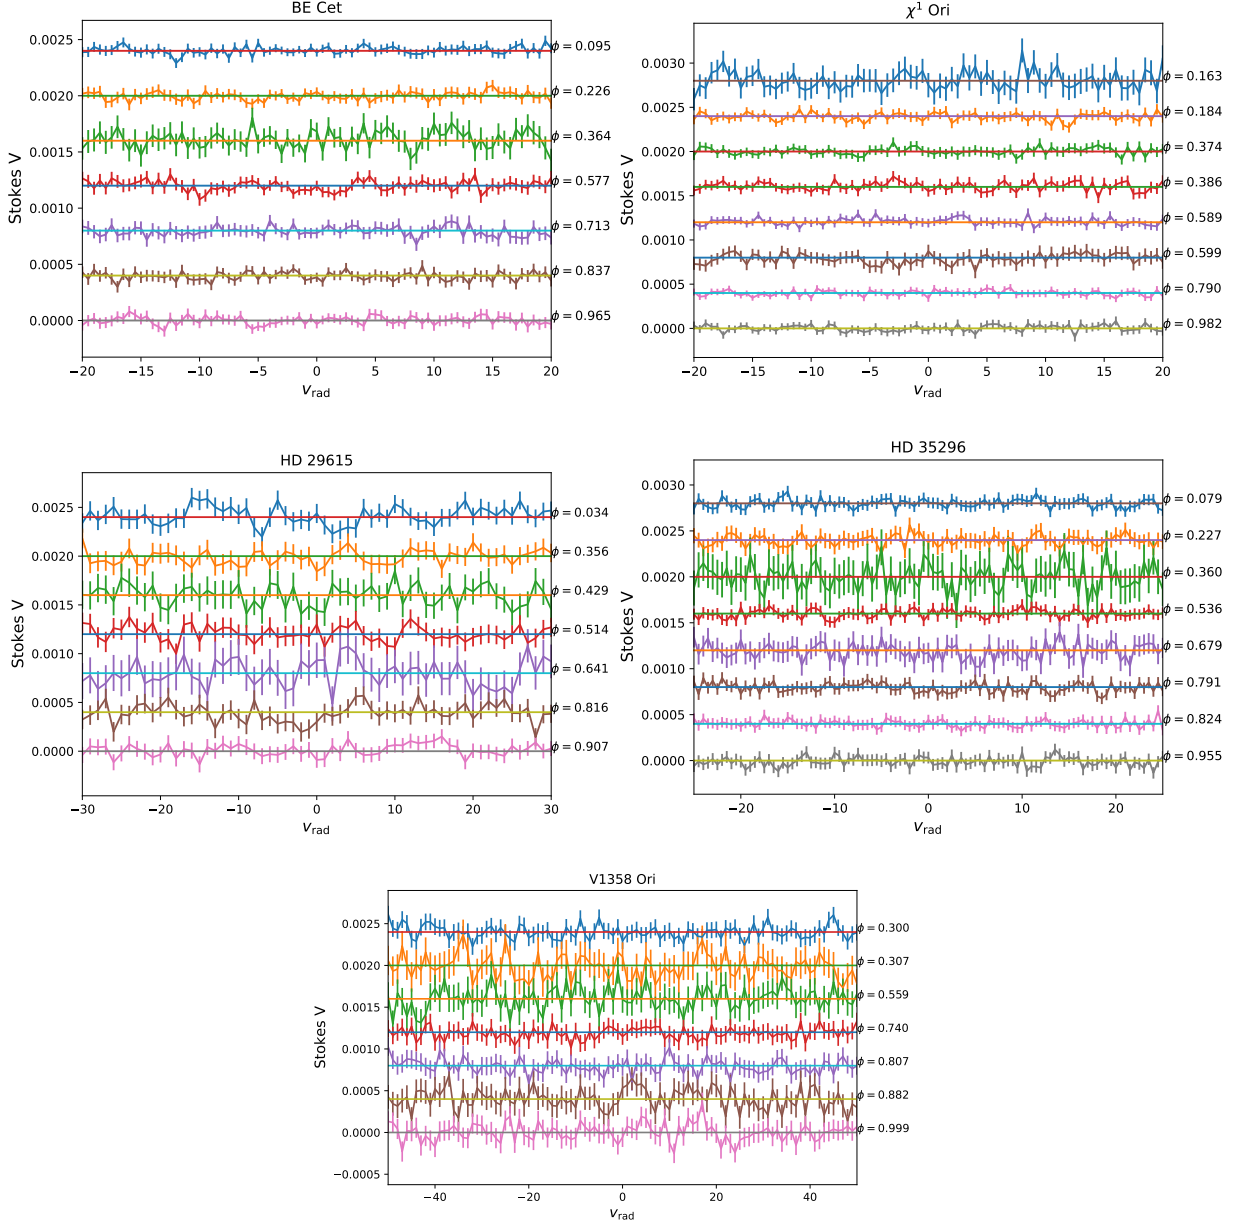 BE Cet
Stokes V
0.0025
0.0020
0.0015
0.0010
0.0005
0.0000
ϕ = 0.095
ϕ = 0.226
ϕ = 0.364
ϕ = 0.577
ϕ = 0.713
ϕ = 0.837
ϕ = 0.965
−20 −15 −10 −5 0 5 10 15 20
v_rad
χ¹ Ori
Stokes V
0.0030
0.0025
0.0020
0.0015
0.0010
0.0005
0.0000
ϕ = 0.163
ϕ = 0.184
ϕ = 0.374
ϕ = 0.386
ϕ = 0.589
ϕ = 0.599
ϕ = 0.790
ϕ = 0.982
−20 −15 −10 −5 0 5 10 15 20
v_rad
HD 29615
Stokes V
0.0025
0.0020
0.0015
0.0010
0.0005
0.0000
ϕ = 0.034
ϕ = 0.356
ϕ = 0.429
ϕ = 0.514
ϕ = 0.641
ϕ = 0.816
ϕ = 0.907
−30 −20 −10 0 10 20 30
v_rad
HD 35296
Stokes V
0.0030
0.0025
0.0020
0.0015
0.0010
0.0005
0.0000
ϕ = 0.079
ϕ = 0.227
ϕ = 0.360
ϕ = 0.536
ϕ = 0.679
ϕ = 0.791
ϕ = 0.824
ϕ = 0.955
−20 −10 0 10 20
v_rad
V1358 Ori
Stokes V
0.0025
0.0020
0.0015
0.0010
0.0005
0.0000
−0.0005
ϕ = 0.300
ϕ = 0.307
ϕ = 0.559
ϕ = 0.740
ϕ = 0.807
ϕ = 0.882
ϕ = 0.999
−40 −20 0 20 40
v_rad